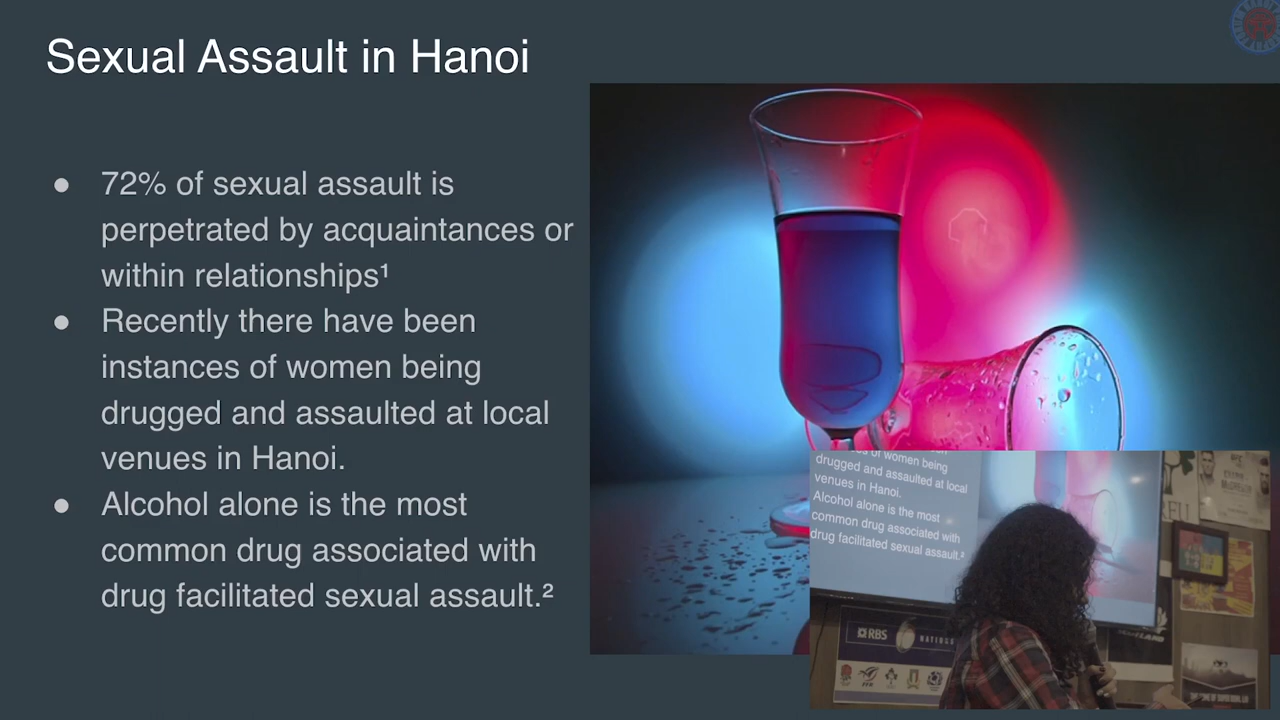 Sexual Assault in Hanoi
● 72% of sexual assault is
perpetrated by acquaintances or
within relationships¹
● Recently there have been
instances of women being
drugged and assaulted at local
venues in Hanoi.
● Alcohol alone is the most
common drug associated with
drug facilitated sexual assault.²
of women being
drugged and assaulted at local
venues in Hanoi.
Alcohol alone is the most
common drug associated with
drug facilitated sexual assault.²
RBS